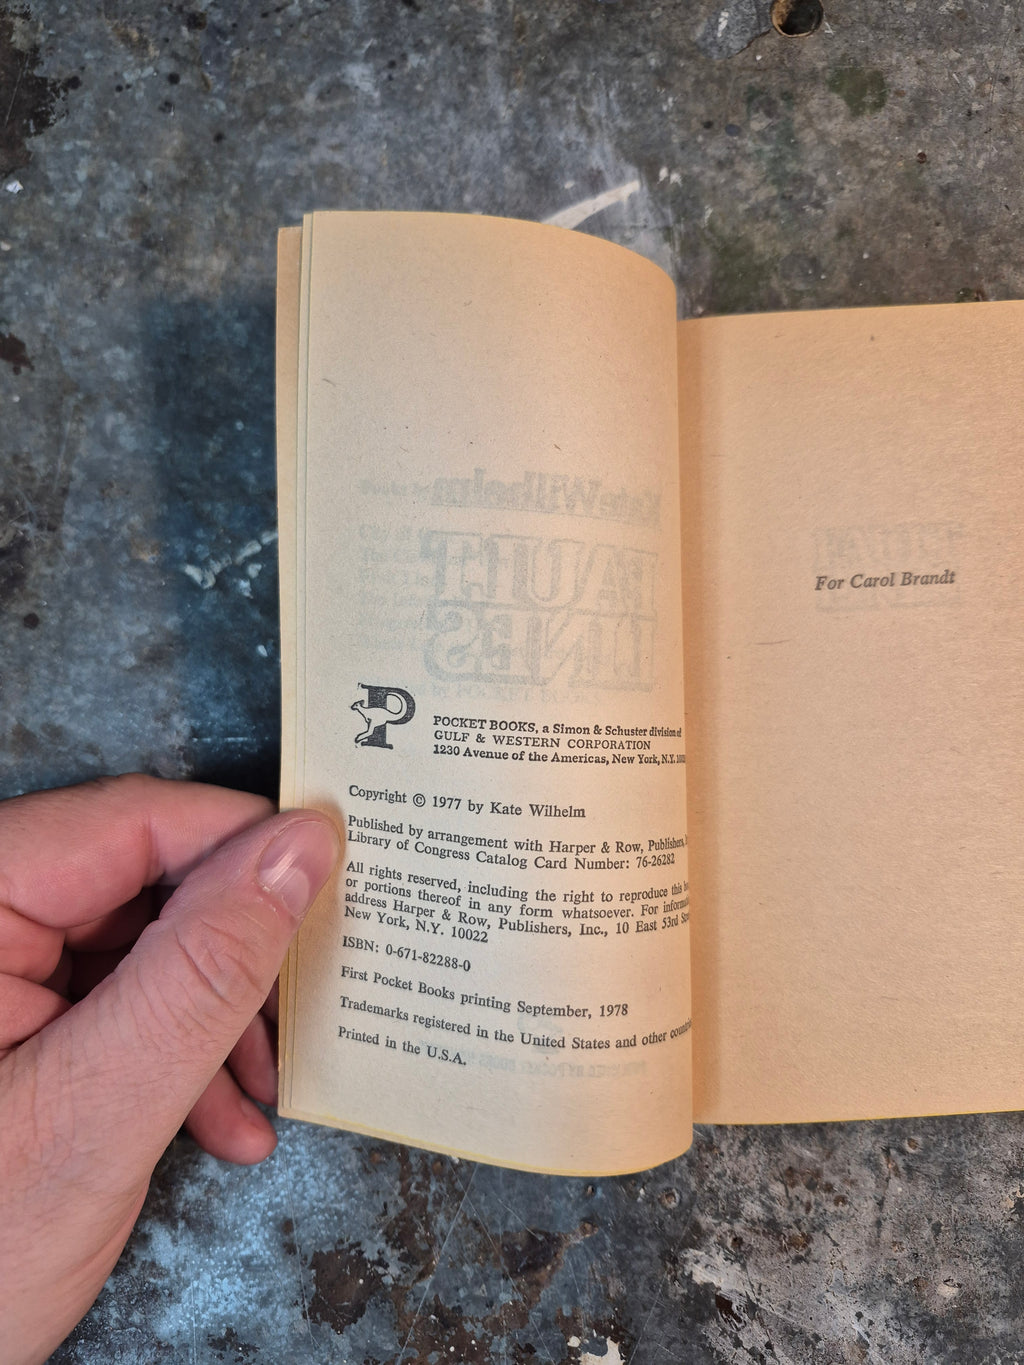 P
POCKET BOOKS, a Simon & Schuster division of
GULF & WESTERN CORPORATION
1230 Avenue of the Americas, New York, N.Y.
Copyright © 1977 by Kate Wilhelm
Published by arrangement with Harper & Row, Publishers,
Library of Congress Catalog Card Number: 76-26282
All rights reserved, including the right to reproduce this
or portions thereof in any form whatsoever. For
address Harper & Row, Publishers, Inc., 10 East 53rd
New York, N.Y. 10022
ISBN: 0-671-82288-0
First Pocket Books printing September, 1978
Trademarks registered in the United States and other
Printed in the U.S.A.
For Carol Brandt
Kate Wilhelm
FAULT
LINES